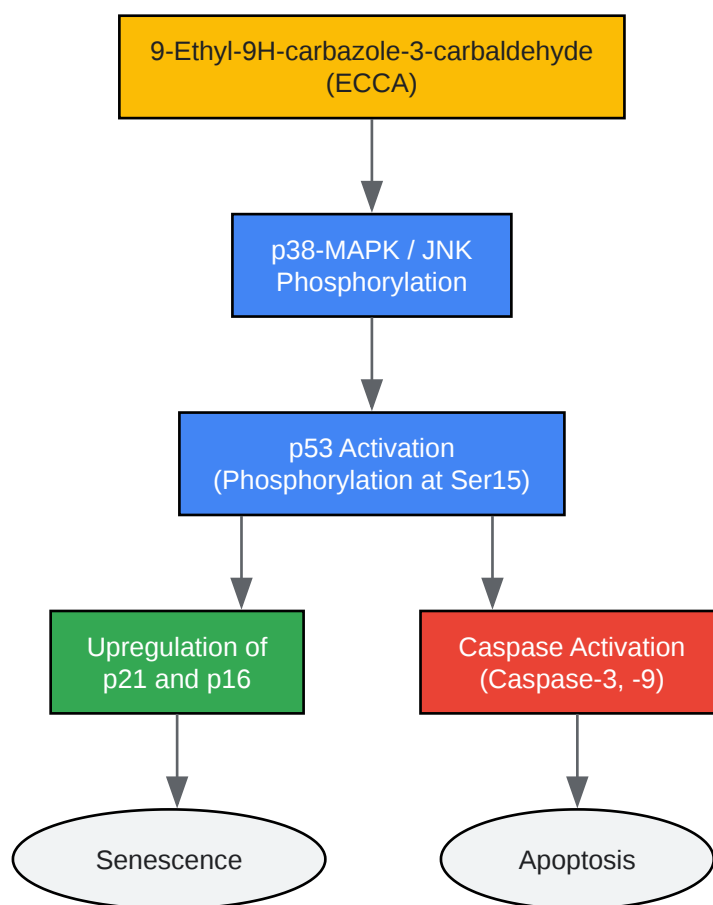 9-Ethyl-9H-carbazole-3-carbaldehyde
(ECCA)
p38-MAPK / JNK
Phosphorylation
p53 Activation
(Phosphorylation at Ser15)
Upregulation of
p21 and p16
Caspase Activation
(Caspase-3, -9)
Senescence
Apoptosis